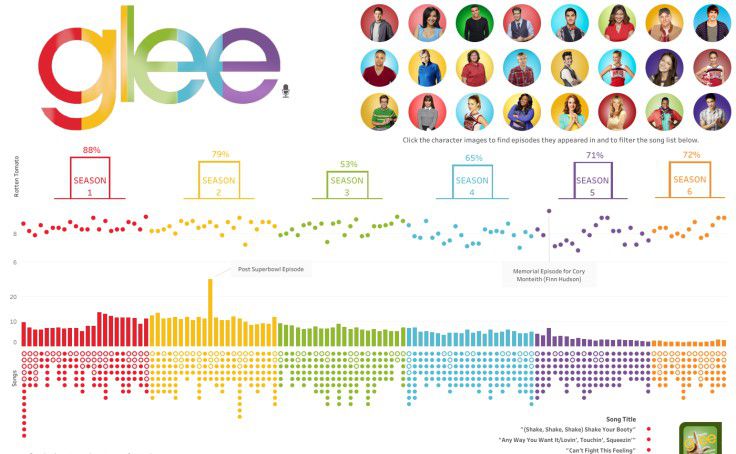 glee
Click the character images to find episodes they appeared in and to filter the song list below.
88%
79%
53%
65%
71%
72%
Rotten Tomato
SEASON
1
SEASON
2
SEASON
3
SEASON
4
SEASON
5
SEASON
6
8
6
Post Superbowl Episode
Memorial Episode for Cory
Monteith (Finn Hudson)
20
10
0
Songs
Song Title
"(Shake, Shake, Shake) Shake Your Booty"
"Any Way You Want It/Lovin', Touchin', Squeezin'"
"Can't Fight This Feeling"
glee